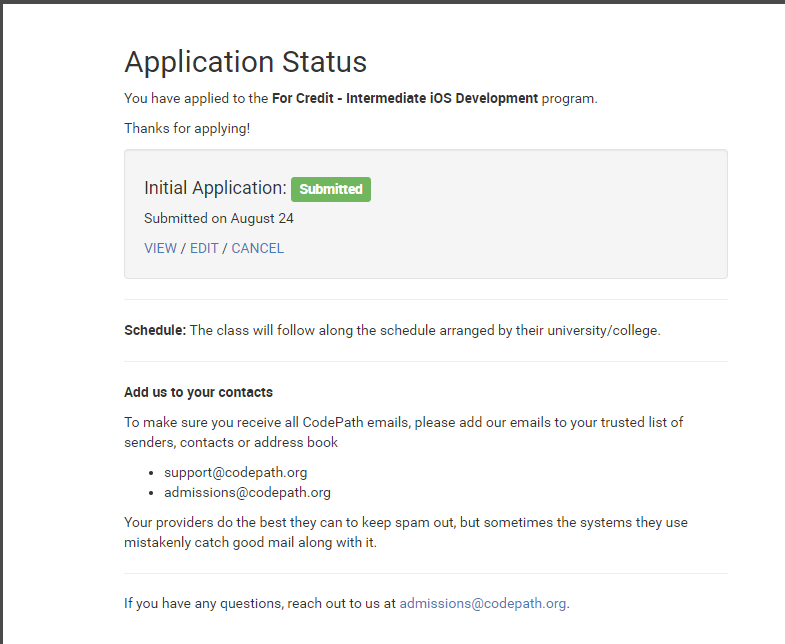 Application Status
You have applied to the For Credit - Intermediate iOS Development program.
Thanks for applying!
Initial Application: Submitted
Submitted on August 24
VIEW / EDIT / CANCEL
Schedule: The class will follow along the schedule arranged by their university/college.
Add us to your contacts
To make sure you receive all CodePath emails, please add our emails to your trusted list of
senders, contacts or address book
• support@codepath.org
• admissions@codepath.org
Your providers do the best they can to keep spam out, but sometimes the systems they use
mistakenly catch good mail along with it.
If you have any questions, reach out to us at admissions@codepath.org.